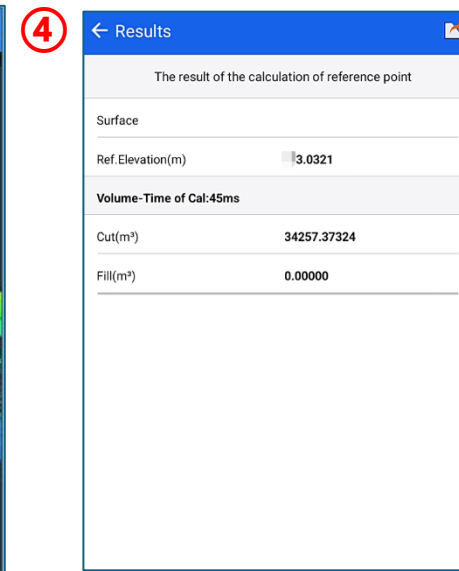 ④
← Results
The result of the calculation of reference point
Surface
Ref.Elevation(m) 3.0321
Volume-Time of Cal:45ms
Cut(m³) 34257.37324
Fill(m³) 0.00000